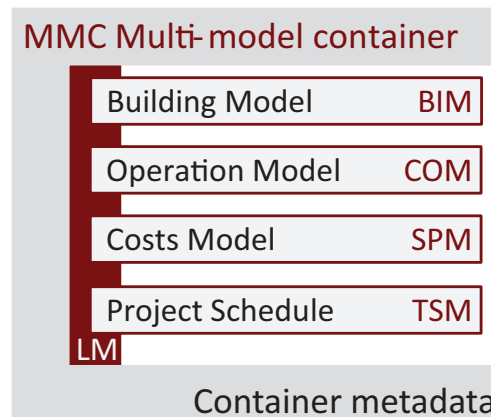 MMC Multi-model container
Building Model BIM
Operation Model COM
Costs Model SPM
Project Schedule TSM
LM
Container metadata